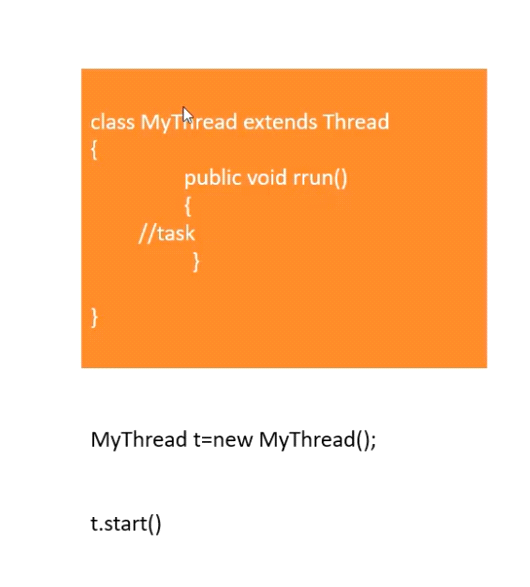 class MyThread extends Thread
{
public void rrun()
{
//task
}
}
MyThread t=new MyThread();
t.start()